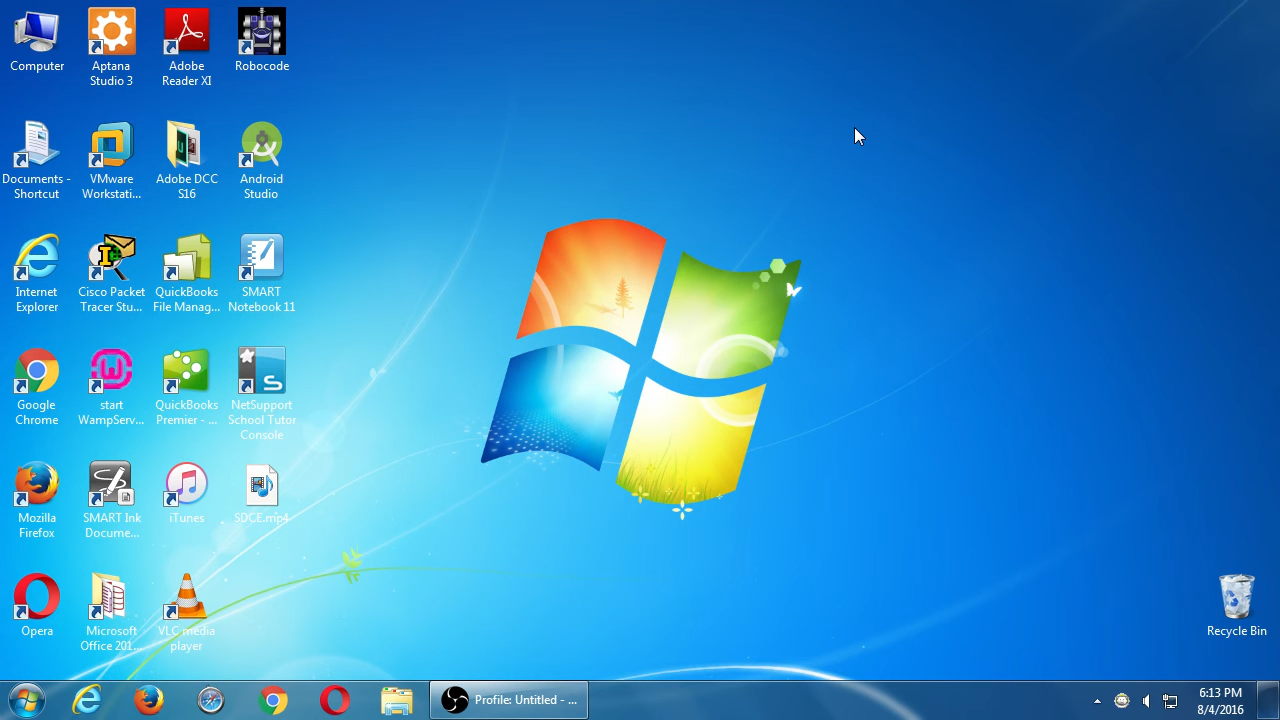 Computer
Aptana
Studio 3
Adobe
Reader XI
Robocode
Documents -
Shortcut
VMware
Workstati...
Adobe DCC
S16
Android
Studio
Internet
Explorer
Cisco Packet
Tracer Stu...
QuickBooks
File Manag...
SMART
Notebook 11
Google
Chrome
start
WampServ...
QuickBooks
Premier - ...
NetSupport
School Tutor
Console
Mozilla
Firefox
SMART Ink
Docume...
iTunes
SDCE.mp4
Opera
Microsoft
Office 201...
VLC media
player
Recycle Bin
Profile: Untitled - ...
6:13 PM
8/4/2016